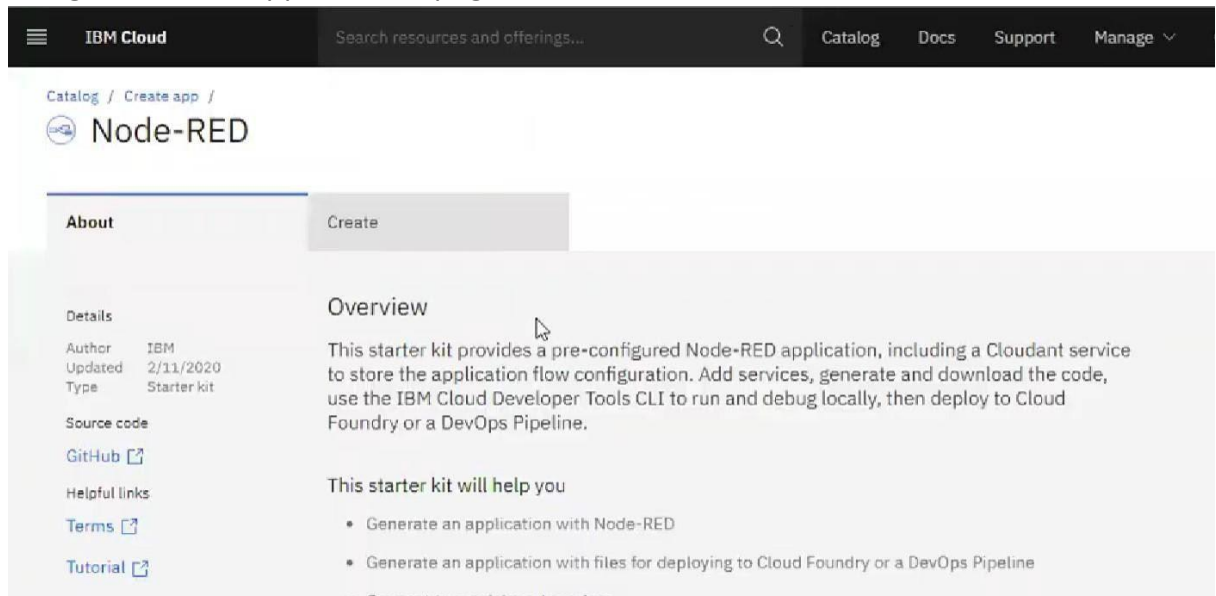 IBM Cloud
Search resources and offerings...
Catalog
Docs
Support
Manage
Catalog / Create app /
Node-RED
About
Create
Details
Author IBM
Updated 2/11/2020
Type Starter kit
Source code
GitHub
Helpful links
Terms
Tutorial
Overview
This starter kit provides a pre-configured Node-RED application, including a Cloudant service
to store the application flow configuration. Add services, generate and download the code,
use the IBM Cloud Developer Tools CLI to run and debug locally, then deploy to Cloud
Foundry or a DevOps Pipeline.
This starter kit will help you
• Generate an application with Node-RED
• Generate an application with files for deploying to Cloud Foundry or a DevOps Pipeline